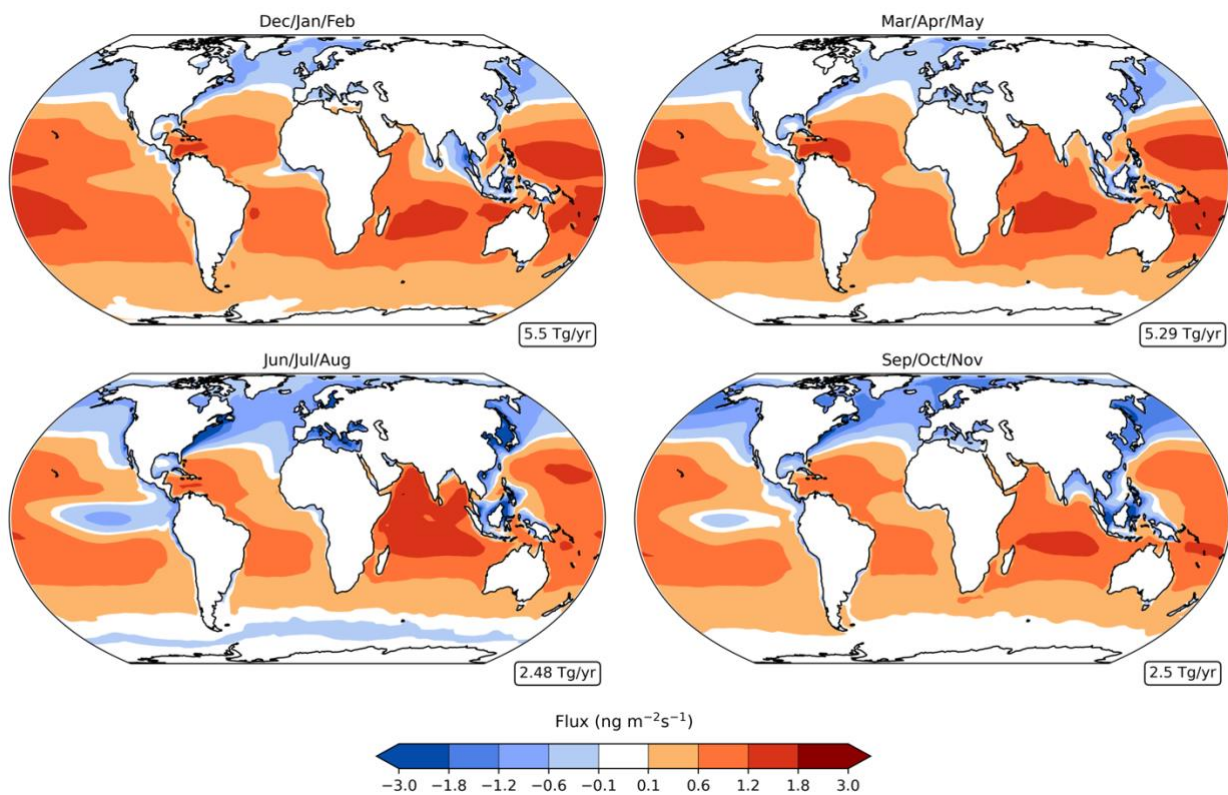 Dec/Jan/Feb
Mar/Apr/May
5.5 Tg/yr
5.29 Tg/yr
Jun/Jul/Aug
Sep/Oct/Nov
2.48 Tg/yr
2.5 Tg/yr
Flux (ng m⁻²s⁻¹)
−3.0 −1.8 −1.2 −0.6 −0.1 0.1 0.6 1.2 1.8 3.0